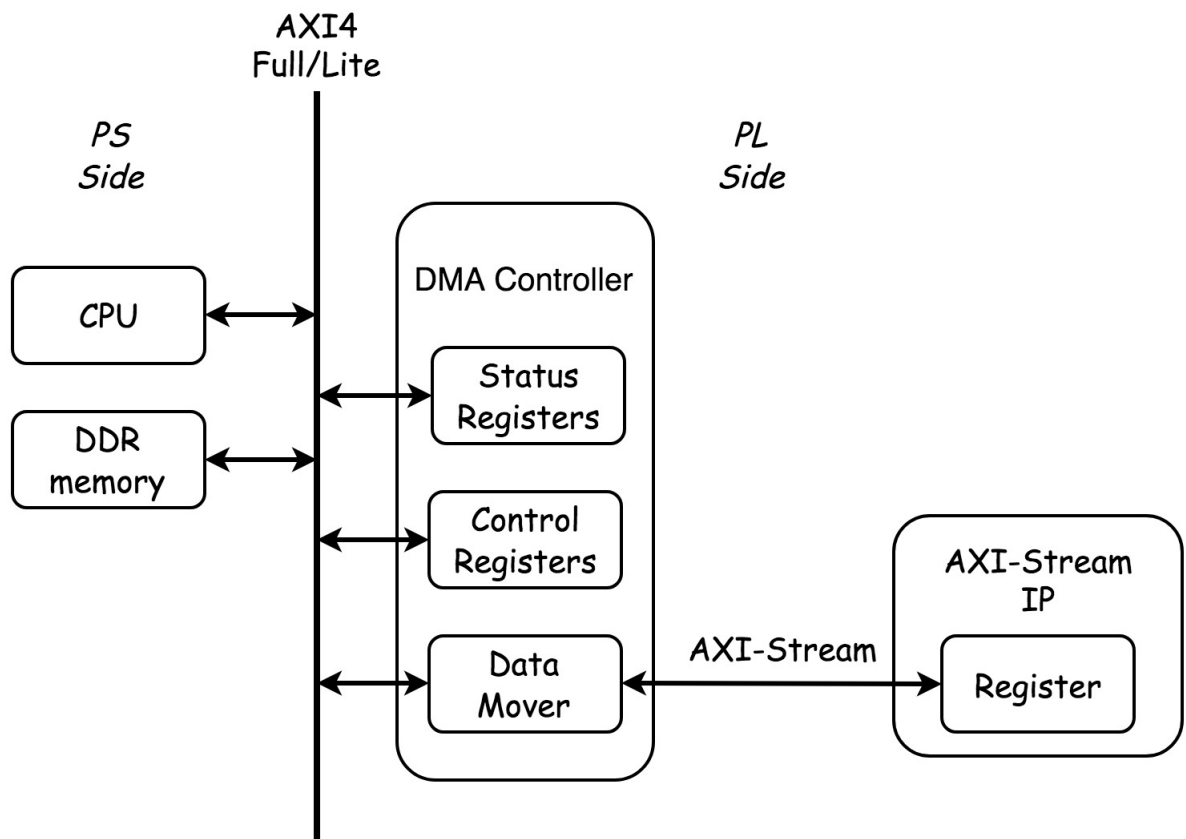 AXI4
Full/Lite
PS
Side
PL
Side
CPU
DDR
memory
DMA Controller
Status
Registers
Control
Registers
Data
Mover
AXI-Stream
AXI-Stream
IP
Register